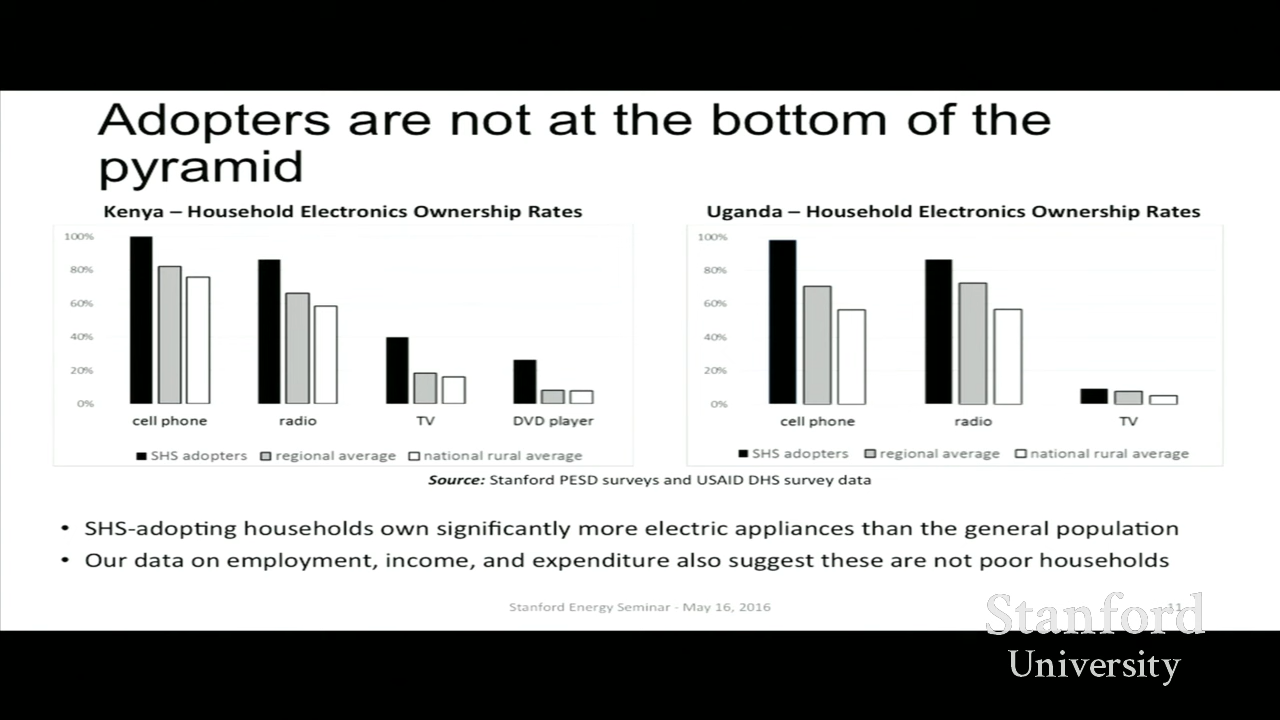 Adopters are not at the bottom of the
pyramid
Kenya – Household Electronics Ownership Rates
100%
80%
60%
40%
20%
0%
cell phone
radio
TV
DVD player
SHS adopters
regional average
national rural average
Uganda – Household Electronics Ownership Rates
100%
80%
60%
40%
20%
0%
cell phone
radio
TV
SHS adopters
regional average
national rural average
Source: Stanford PESD surveys and USAID DHS survey data
• SHS-adopting households own significantly more electric appliances than the general population
• Our data on employment, income, and expenditure also suggest these are not poor households
Stanford Energy Seminar - May 16, 2016
11
Stanford
University